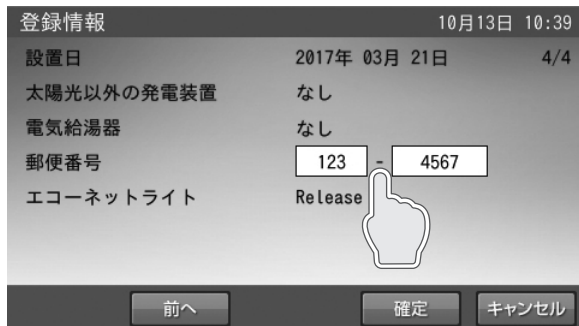 登録情報 10月13日 10:39
設置日 2017年 03月 21日 4/4
太陽光以外の発電装置 なし
電気給湯器 なし
郵便番号 123 - 4567
エコーネットライト Release
前へ 確定 キャンセル